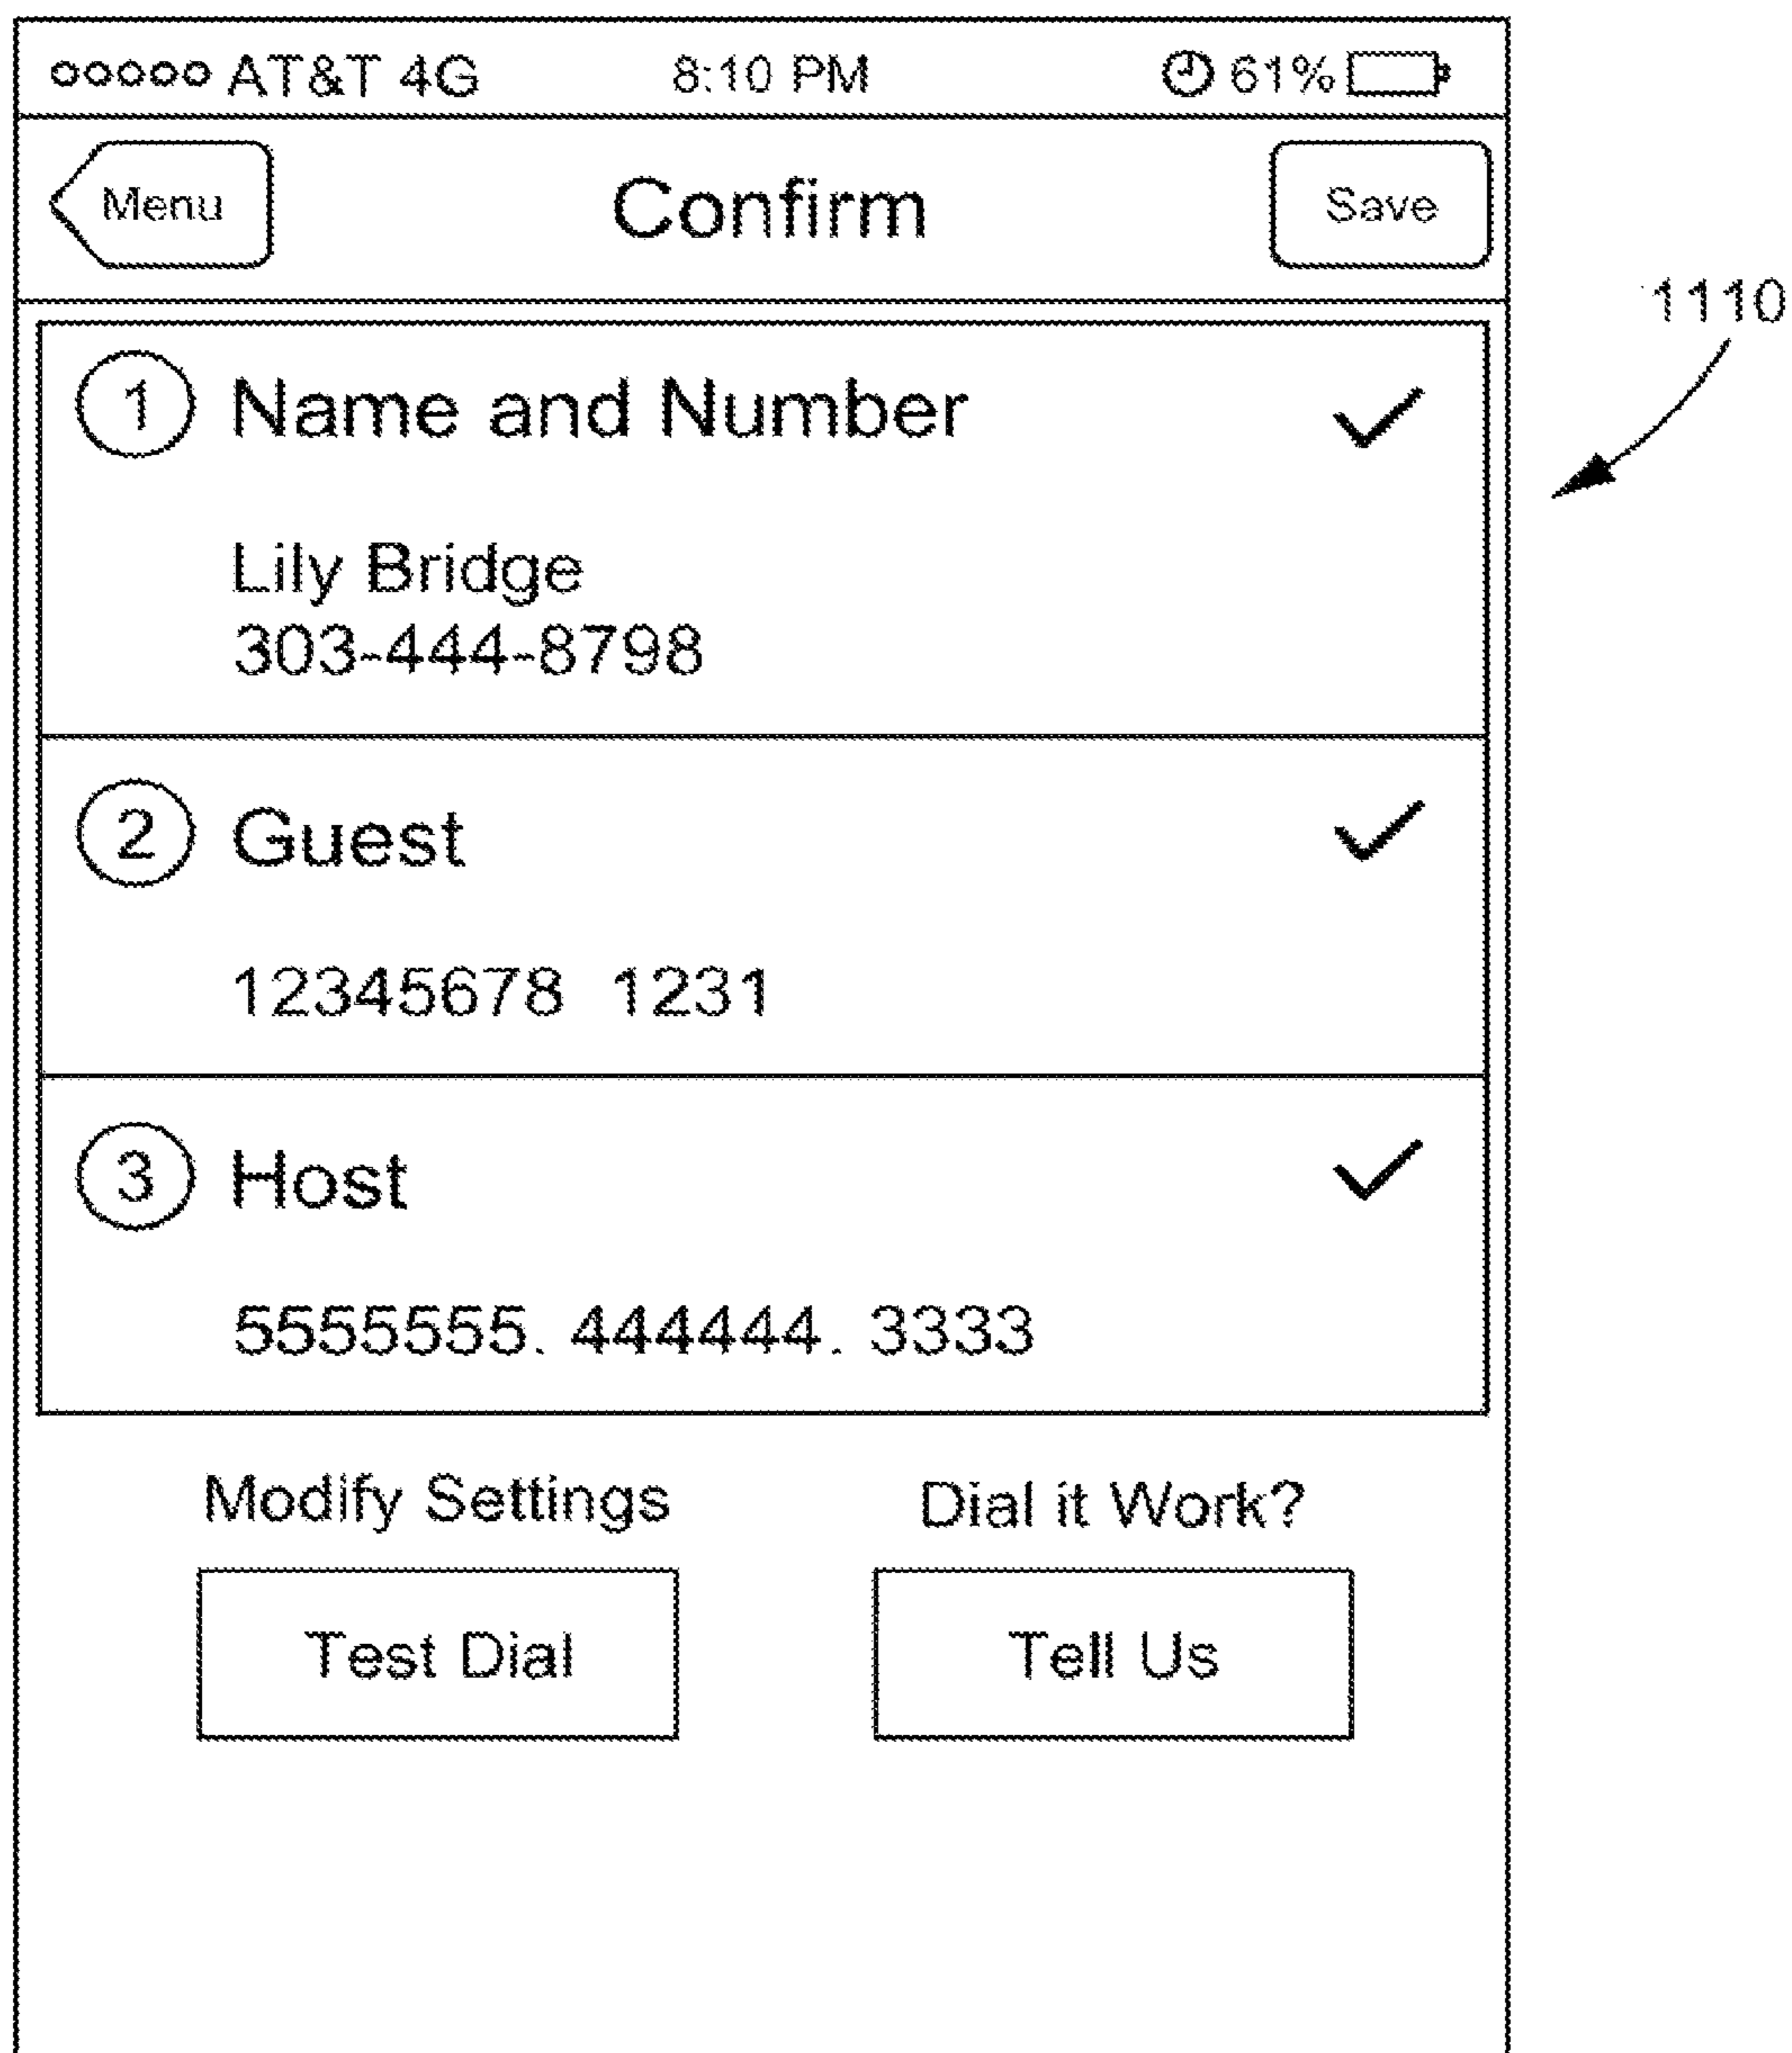 ooooo AT&T 4G 8:10 PM 61%
Menu Confirm Save
1110
1 Name and Number
Lily Bridge
303-444-8798
2 Guest
12345678 1231
3 Host
5555555. 444444. 3333
Modify Settings Dial it Work?
Test Dial Tell Us